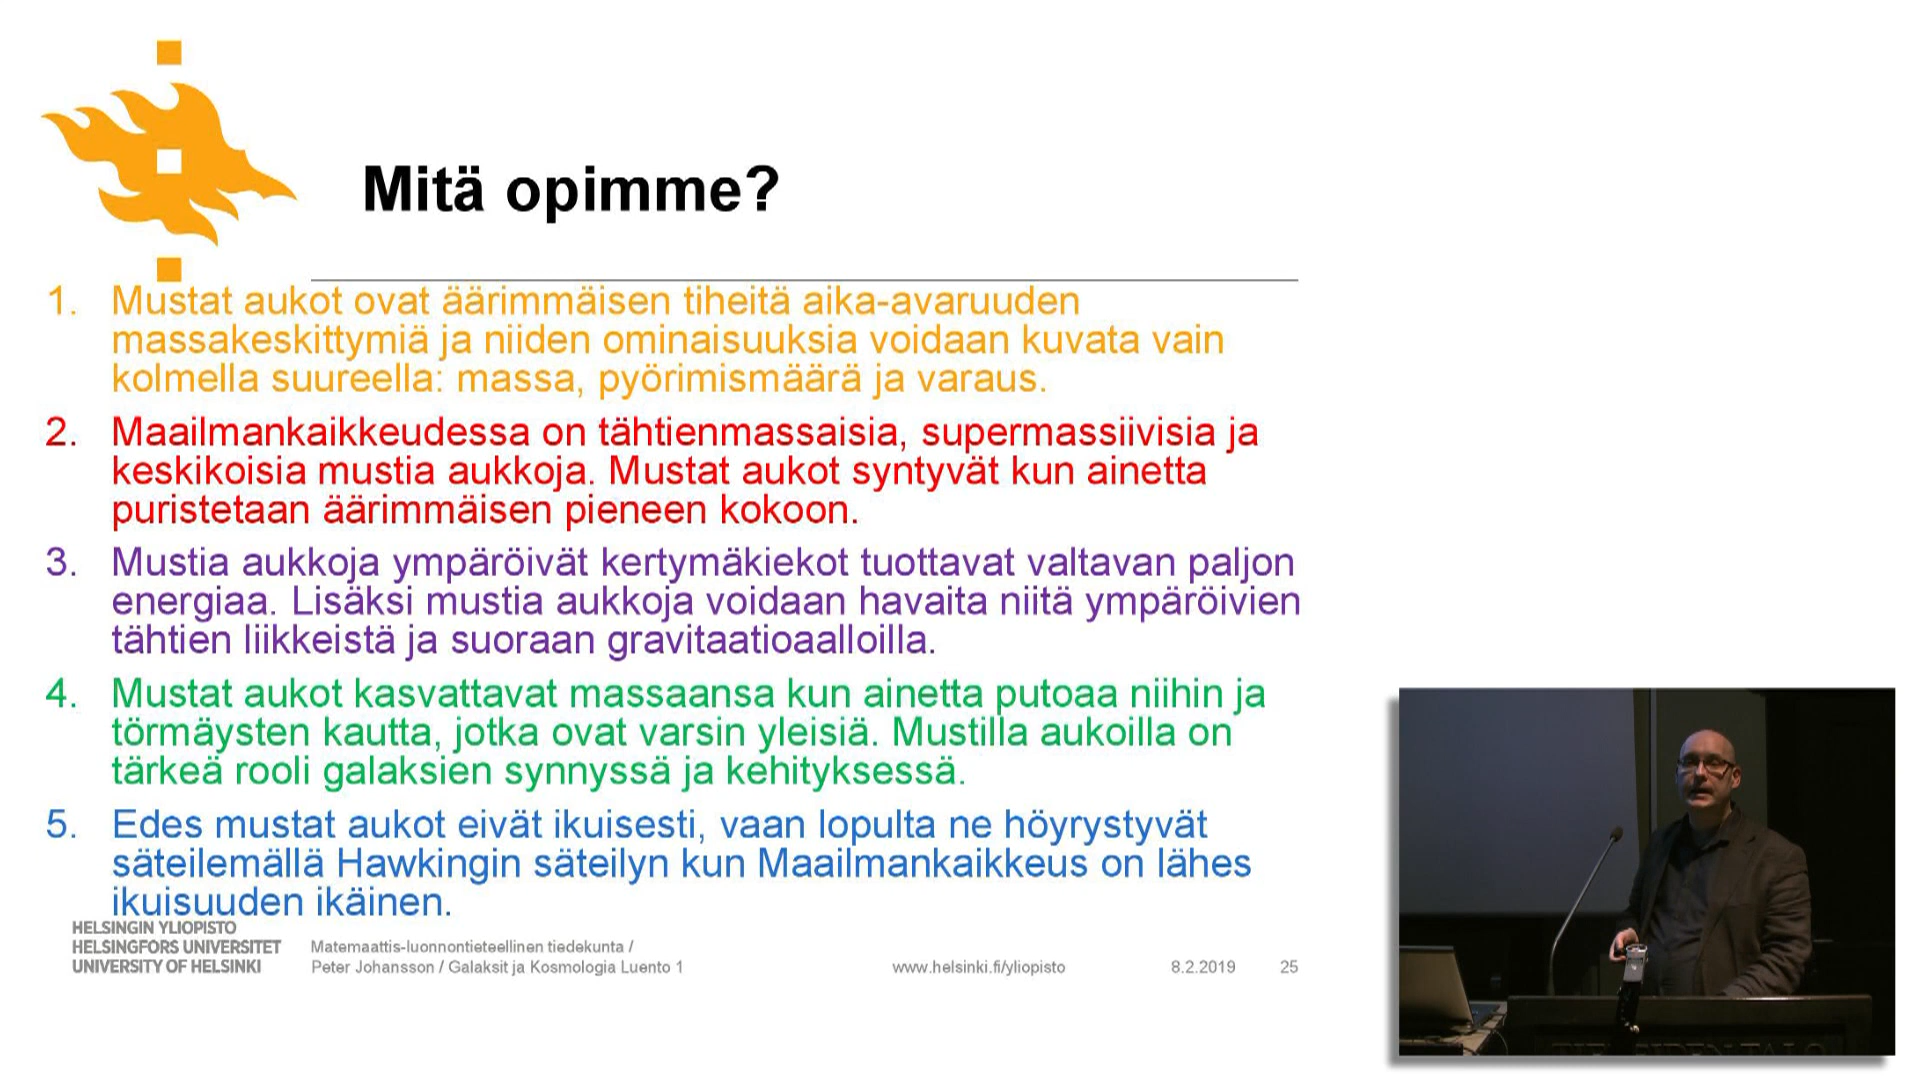 Mitä opimme?
1. Mustat aukot ovat äärimmäisen tiheitä aika-avaruuden
massakeskittymiä ja niiden ominaisuuksia voidaan kuvata vain
kolmella suureella: massa, pyörimismäärä ja varaus.
2. Maailmankaikkeudessa on tähtienmassaisia, supermassiivisia ja
keskikoisia mustia aukkoja. Mustat aukot syntyvät kun ainetta
puristetaan äärimmäisen pieneen kokoon.
3. Mustia aukkoja ympäröivät kertymäkiekot tuottavat valtavan paljon
energiaa. Lisäksi mustia aukkoja voidaan havaita niitä ympäröivien
tähtien liikkeistä ja suoraan gravitaatioaalloilla.
4. Mustat aukot kasvattavat massaansa kun ainetta putoaa niihin ja
törmäysten kautta, jotka ovat varsin yleisiä. Mustilla aukoilla on
tärkeä rooli galaksien synnyssä ja kehityksessä.
5. Edes mustat aukot eivät ikuisesti, vaan lopulta ne höyrystyvät
säteilemällä Hawkingin säteilyn kun Maailmankaikkeus on lähes
ikuisuuden ikäinen.
HELSINGIN YLIOPISTO
HELSINGFORS UNIVERSITET
UNIVERSITY OF HELSINKI
Matemaattis-luonnontieteellinen tiedekunta /
Peter Johansson / Galaksit ja Kosmologia Luento 1
www.helsinki.fi/yliopisto
8.2.2019
25